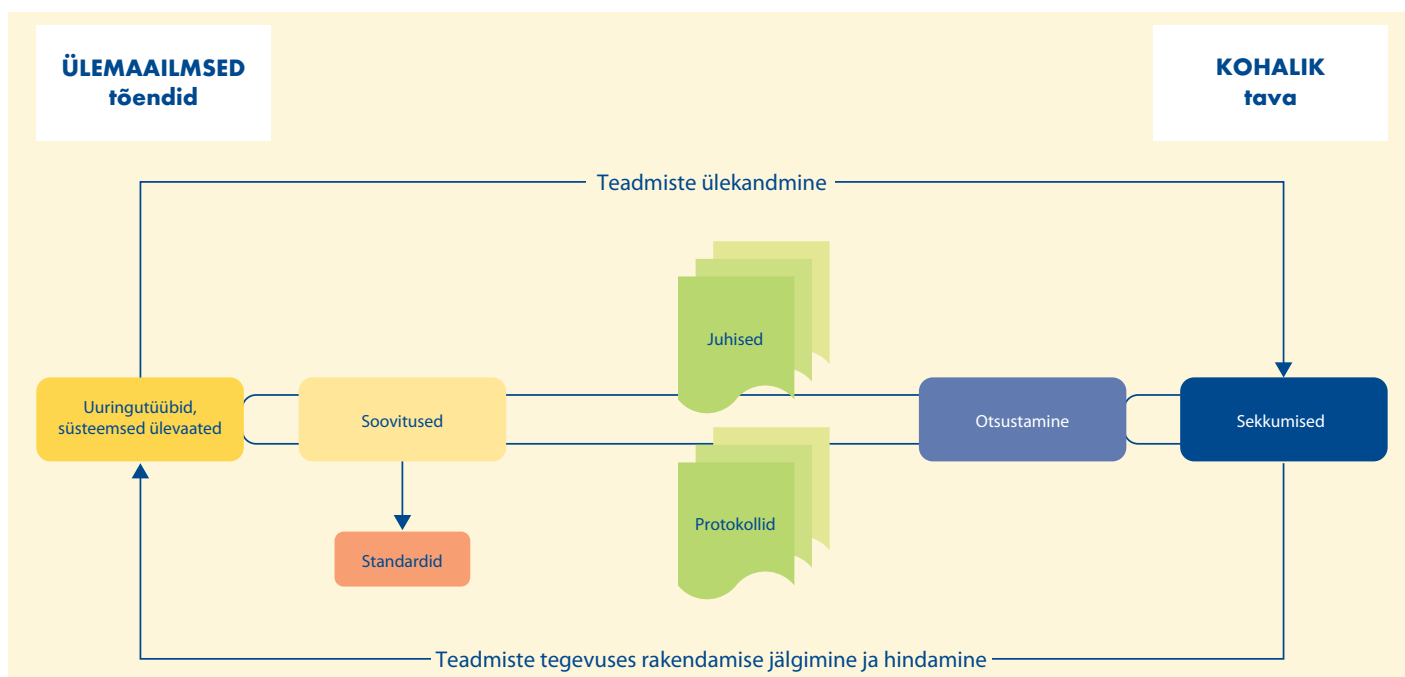 ÜLEMAAILMSED
tõendid
KOHALIK
tava
Teadmiste ülekandmine
Juhised
Uuringutüübid,
süsteemsed ülevaated
Soovitused
Otsustamine
Sekkumised
Protokollid
Standardid
Teadmiste tegevuses rakendamise jälgimine ja hindamine